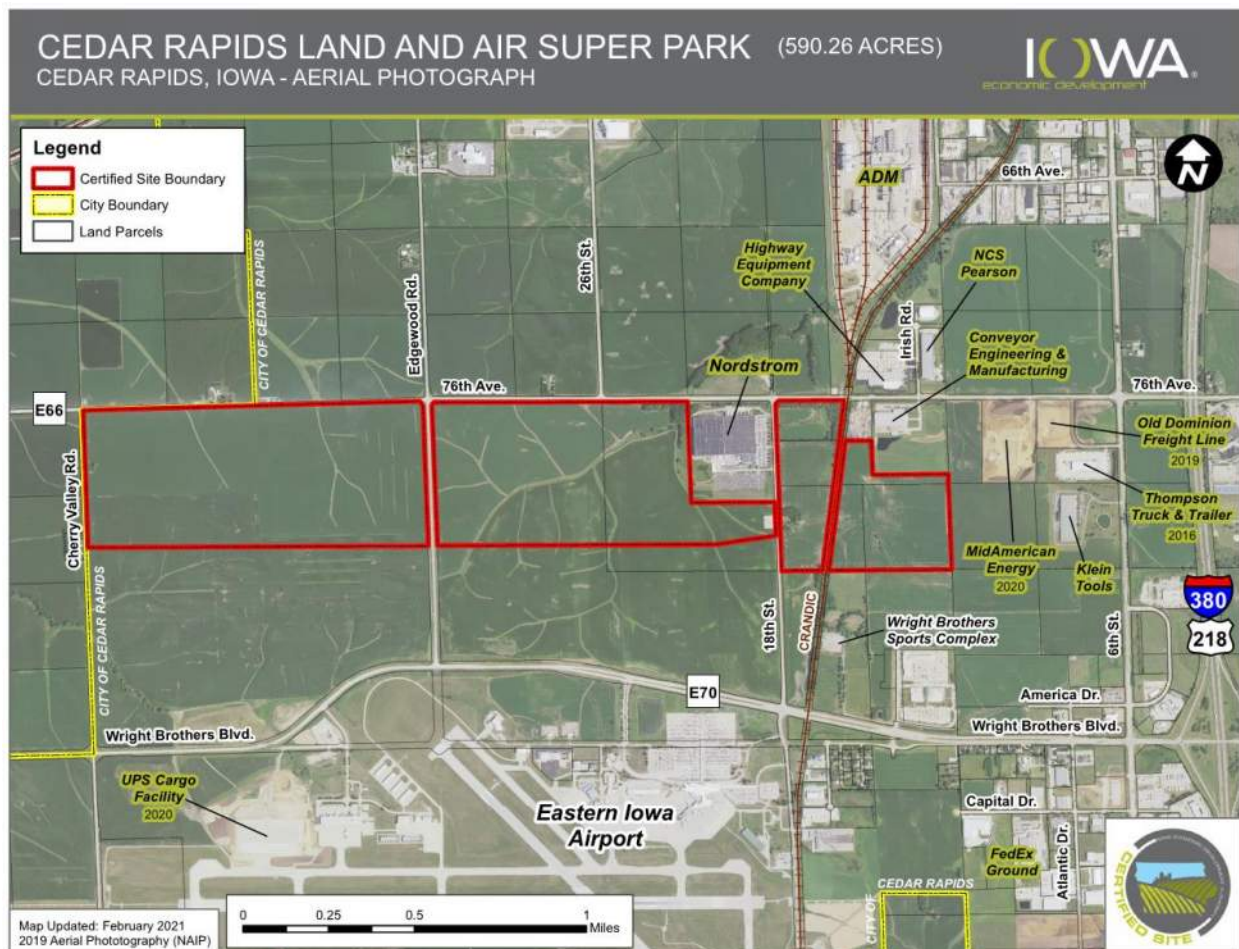 CEDAR RAPIDS LAND AND AIR SUPER PARK (590.26 ACRES)
CEDAR RAPIDS, IOWA - AERIAL PHOTOGRAPH
IOWA
economic development
Legend
Certified Site Boundary
City Boundary
Land Parcels
N
ADM
66th Ave.
CITY OF CEDAR RAPIDS
Edgewood Rd.
26th St.
Highway
Equipment
Company
NCS
Pearson
Irish Rd.
Conveyor
Engineering &
Manufacturing
Nordstrom
76th Ave.
76th Ave.
E66
Cherry Valley Rd.
Old Dominion
Freight Line
2019
Thompson
Truck & Trailer
2016
MidAmerican
Energy
2020
Klein
Tools
380
218
CITY OF CEDAR RAPIDS
18th St.
CRANDIC
Wright Brothers
Sports Complex
6th St.
E70
America Dr.
Wright Brothers Blvd.
Wright Brothers Blvd.
UPS Cargo
Facility
2020
Eastern Iowa
Airport
Capital Dr.
FedEx
Ground
Atlantic Dr.
CITY OF
CEDAR RAPIDS
CERTIFIED SITE
0 0.25 0.5 1
Miles
Map Updated: February 2021
2019 Aerial Phototography (NAIP)